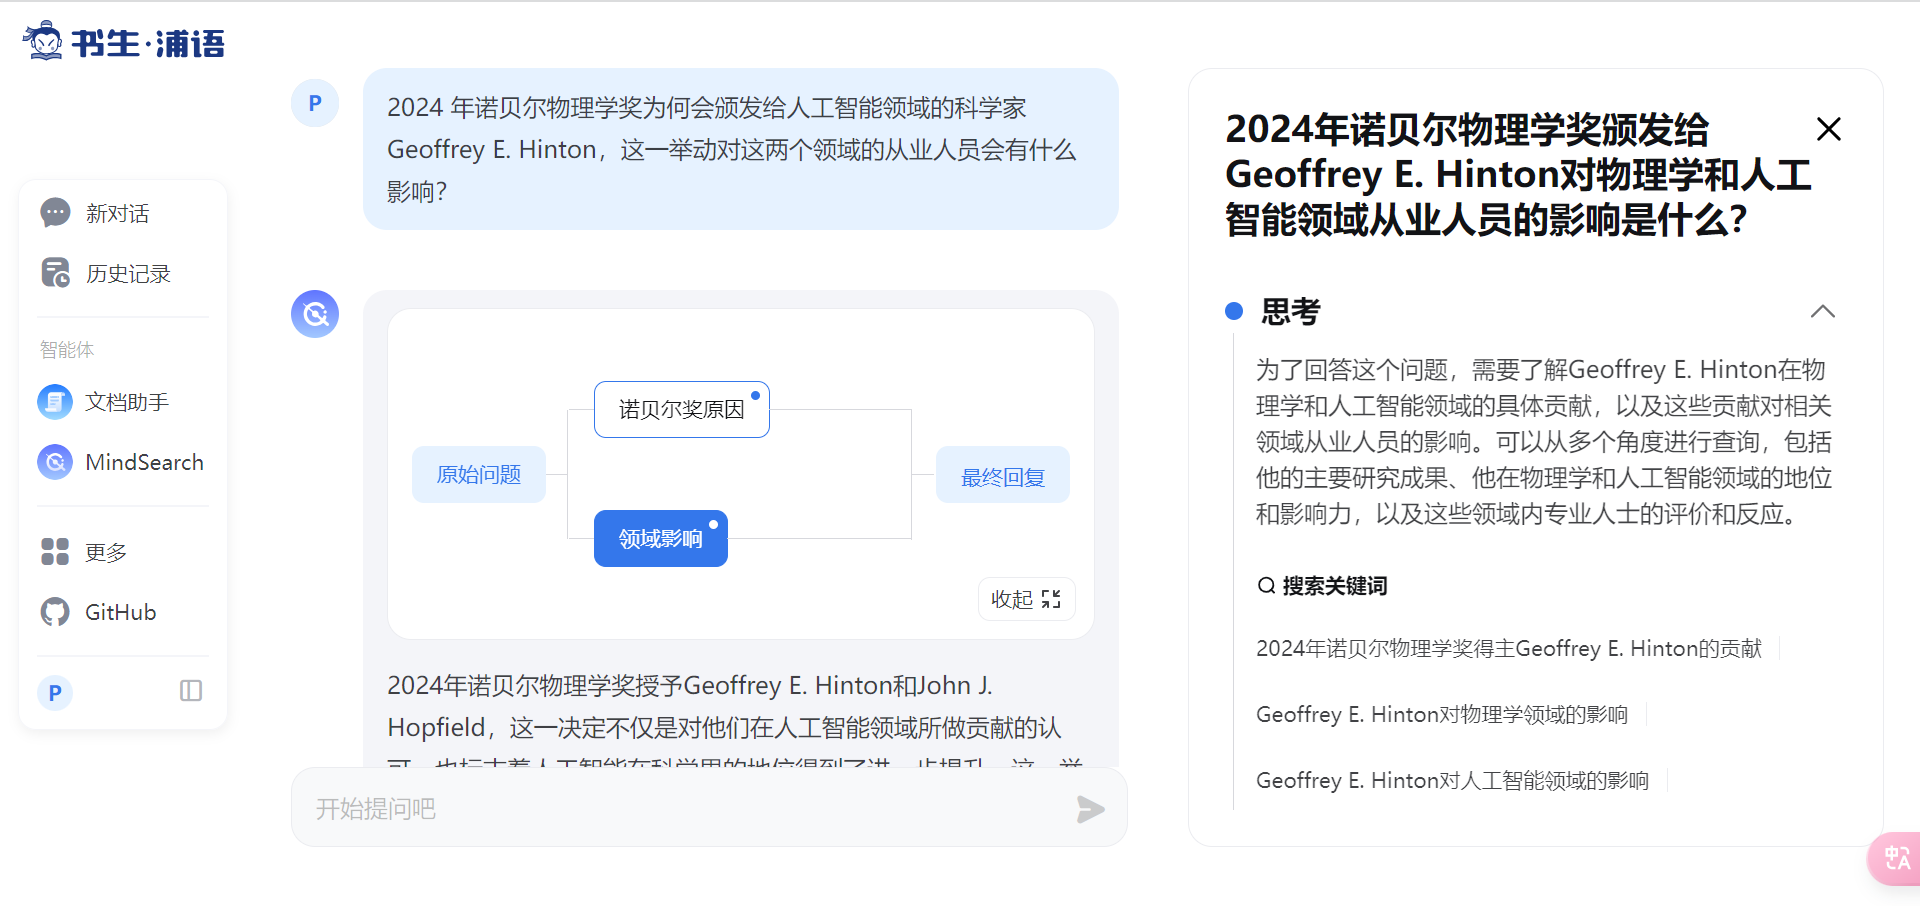 书生·浦语
新对话
历史记录
智能体
文档助手
MindSearch
更多
GitHub
P
P
2024 年诺贝尔物理学奖为何会颁发给人工智能领域的科学家
Geoffrey E. Hinton，这一举动对这两个领域的从业人员会有什么
影响？
原始问题
诺贝尔奖原因
领域影响
最终回复
收起
2024年诺贝尔物理学奖授予Geoffrey E. Hinton和John J.
Hopfield，这一决定不仅是对他们在人工智能领域所做贡献的认
可，也标志着人工智能在科学界的地位得到了进一步提升。这一举
开始提问吧
2024年诺贝尔物理学奖颁发给
Geoffrey E. Hinton对物理学和人工
智能领域从业人员的影响是什么？
思考
为了回答这个问题，需要了解Geoffrey E. Hinton在物
理学和人工智能领域的具体贡献，以及这些贡献对相关
领域从业人员的影响。可以从多个角度进行查询，包括
他的主要研究成果、他在物理学和人工智能领域的地位
和影响力，以及这些领域内专业人士的评价和反应。
搜索关键词
2024年诺贝尔物理学奖得主Geoffrey E. Hinton的贡献
Geoffrey E. Hinton对物理学领域的影响
Geoffrey E. Hinton对人工智能领域的影响
中A